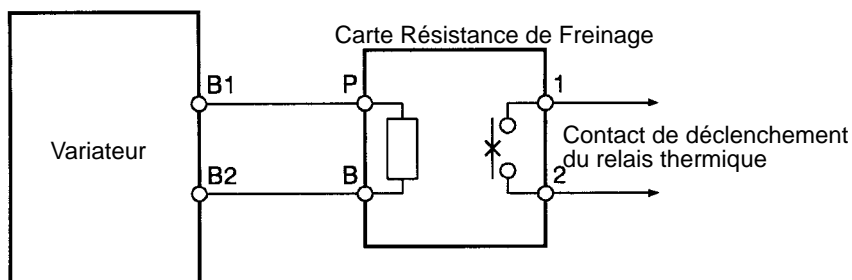 Carte Résistance de Freinage
B1
P
1
Variateur
Contact de déclenchement
du relais thermique
B2
B
2